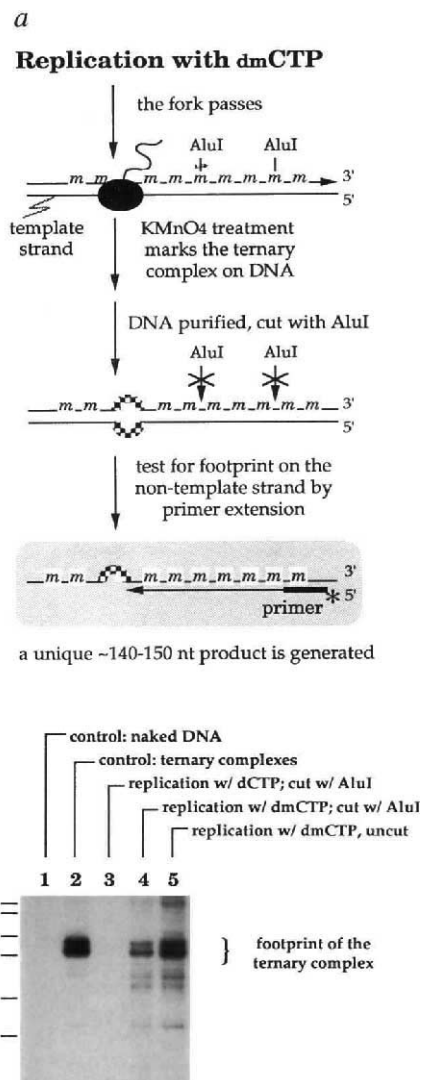 a
Replication with dmCTP
the fork passes
AluI AluI
m m m m m m m m m 3'
5'
template
strand
KMnO4 treatment
marks the ternary
complex on DNA
DNA purified, cut with AluI
AluI AluI
m_m m_m_m_m_m_m_m 3'
5'
test for footprint on the
non-template strand by
primer extension
m_m m_m_m_m_m_m_m 3'
primer * 5'
a unique ~140-150 nt product is generated
control: naked DNA
control: ternary complexes
replication w/ dCTP; cut w/ AluI
replication w/ dmCTP; cut w/ AluI
replication w/ dmCTP, uncut
1 2 3 4 5
} footprint of the
ternary complex